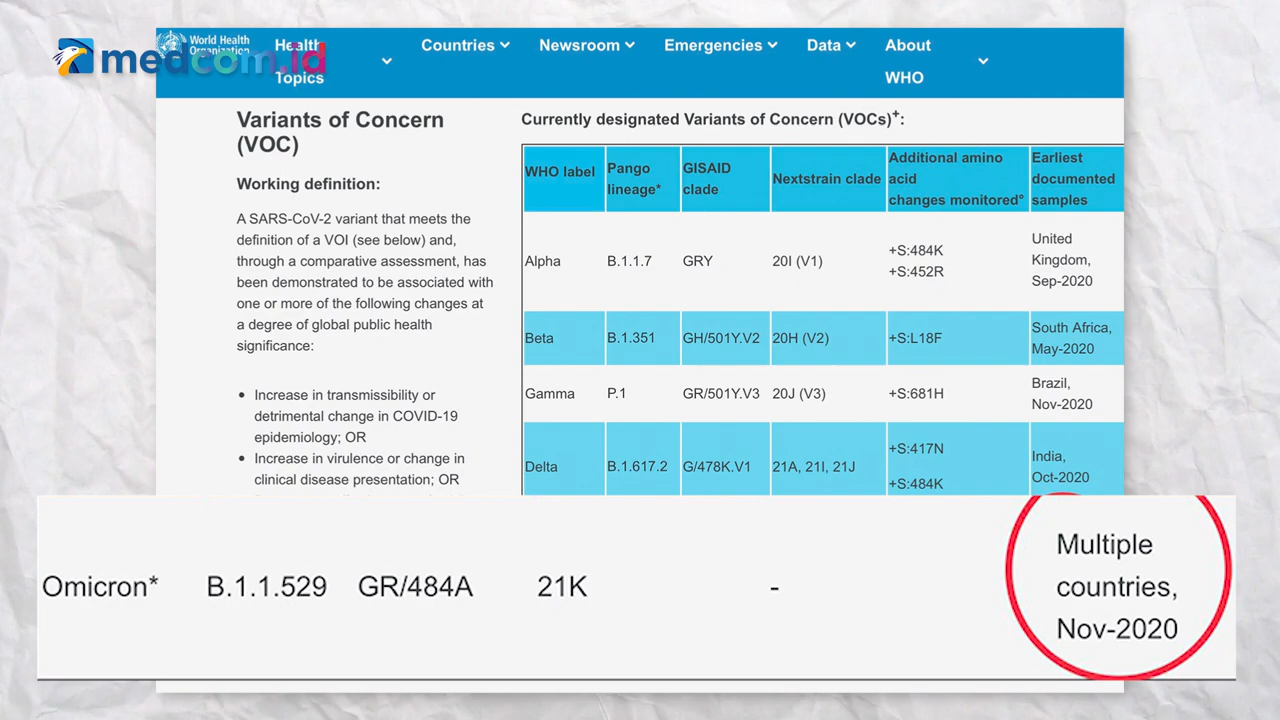 World Health
Organization
medcom.id
Health
Topics
Countries
Newsroom
Emergencies
Data
About
WHO
Variants of Concern
(VOC)
Working definition:
A SARS-CoV-2 variant that meets the
definition of a VOI (see below) and,
through a comparative assessment, has
been demonstrated to be associated with
one or more of the following changes at
a degree of global public health
significance:
• Increase in transmissibility or
detrimental change in COVID-19
epidemiology; OR
• Increase in virulence or change in
clinical disease presentation; OR
Currently designated Variants of Concern (VOCs)+:
WHO label
Pango
lineage*
GISAID
clade
Nextstrain clade
Additional amino
acid
changes monitored°
Earliest
documented
samples
Alpha
B.1.1.7
GRY
20I (V1)
+S:484K
+S:452R
United
Kingdom,
Sep-2020
Beta
B.1.351
GH/501Y.V2
20H (V2)
+S:L18F
South Africa,
May-2020
Gamma
P.1
GR/501Y.V3
20J (V3)
+S:681H
Brazil,
Nov-2020
Delta
B.1.617.2
G/478K.V1
21A, 21I, 21J
+S:417N
+S:484K
India,
Oct-2020
Omicron*
B.1.1.529
GR/484A
21K
-
Multiple
countries,
Nov-2020